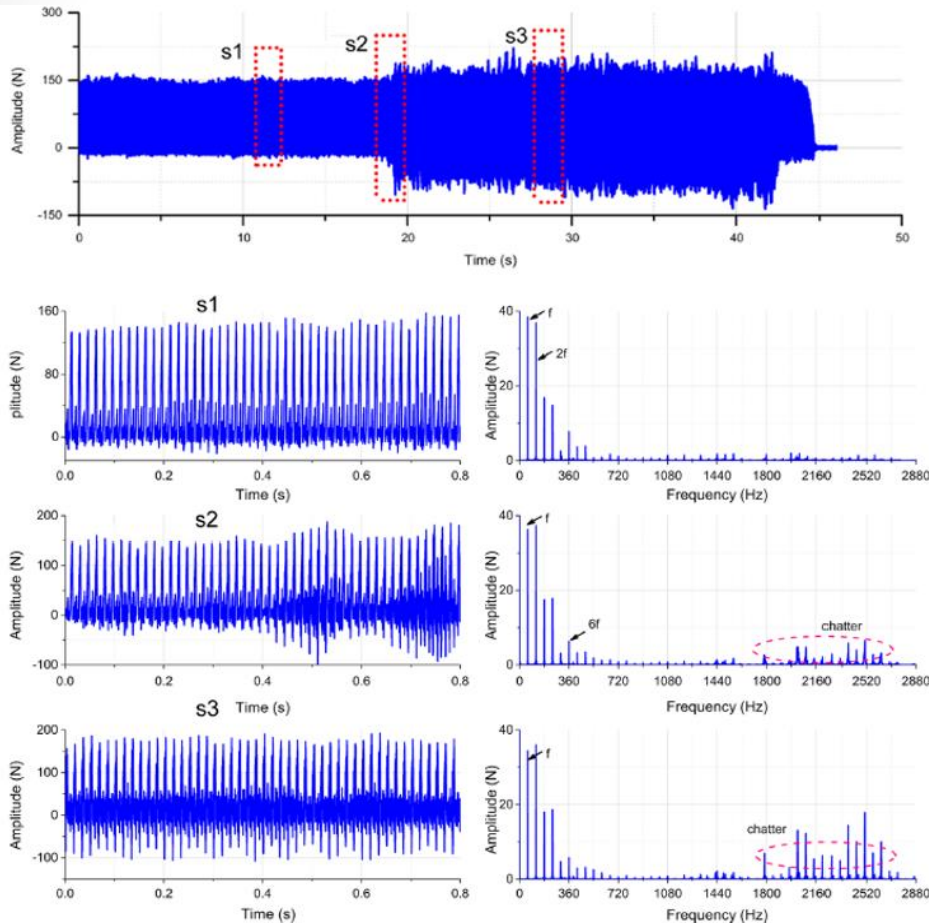 300
150
0
-150
Amplitude (N)
s1
s2
s3
0 10 20 30 40 50
Time (s)
s1
160
80
0
plitude (N)
0.0 0.2 0.4 0.6 0.8
Time (s)
40
20
0
Amplitude (N)
f
2f
0 360 720 1080 1440 1800 2160 2520 2880
Frequency (Hz)
s2
200
100
0
-100
Amplitude (N)
0.0 0.2 0.4 0.6 0.8
Time (s)
40
20
0
Amplitude (N)
f
6f
chatter
0 360 720 1080 1440 1800 2160 2520 2880
Frequency (Hz)
s3
200
100
0
-100
Amplitude (N)
0.0 0.2 0.4 0.6 0.8
Time (s)
40
20
0
Amplitude (N)
f
chatter
0 360 720 1080 1440 1800 2160 2520 2880
Frequency (Hz)